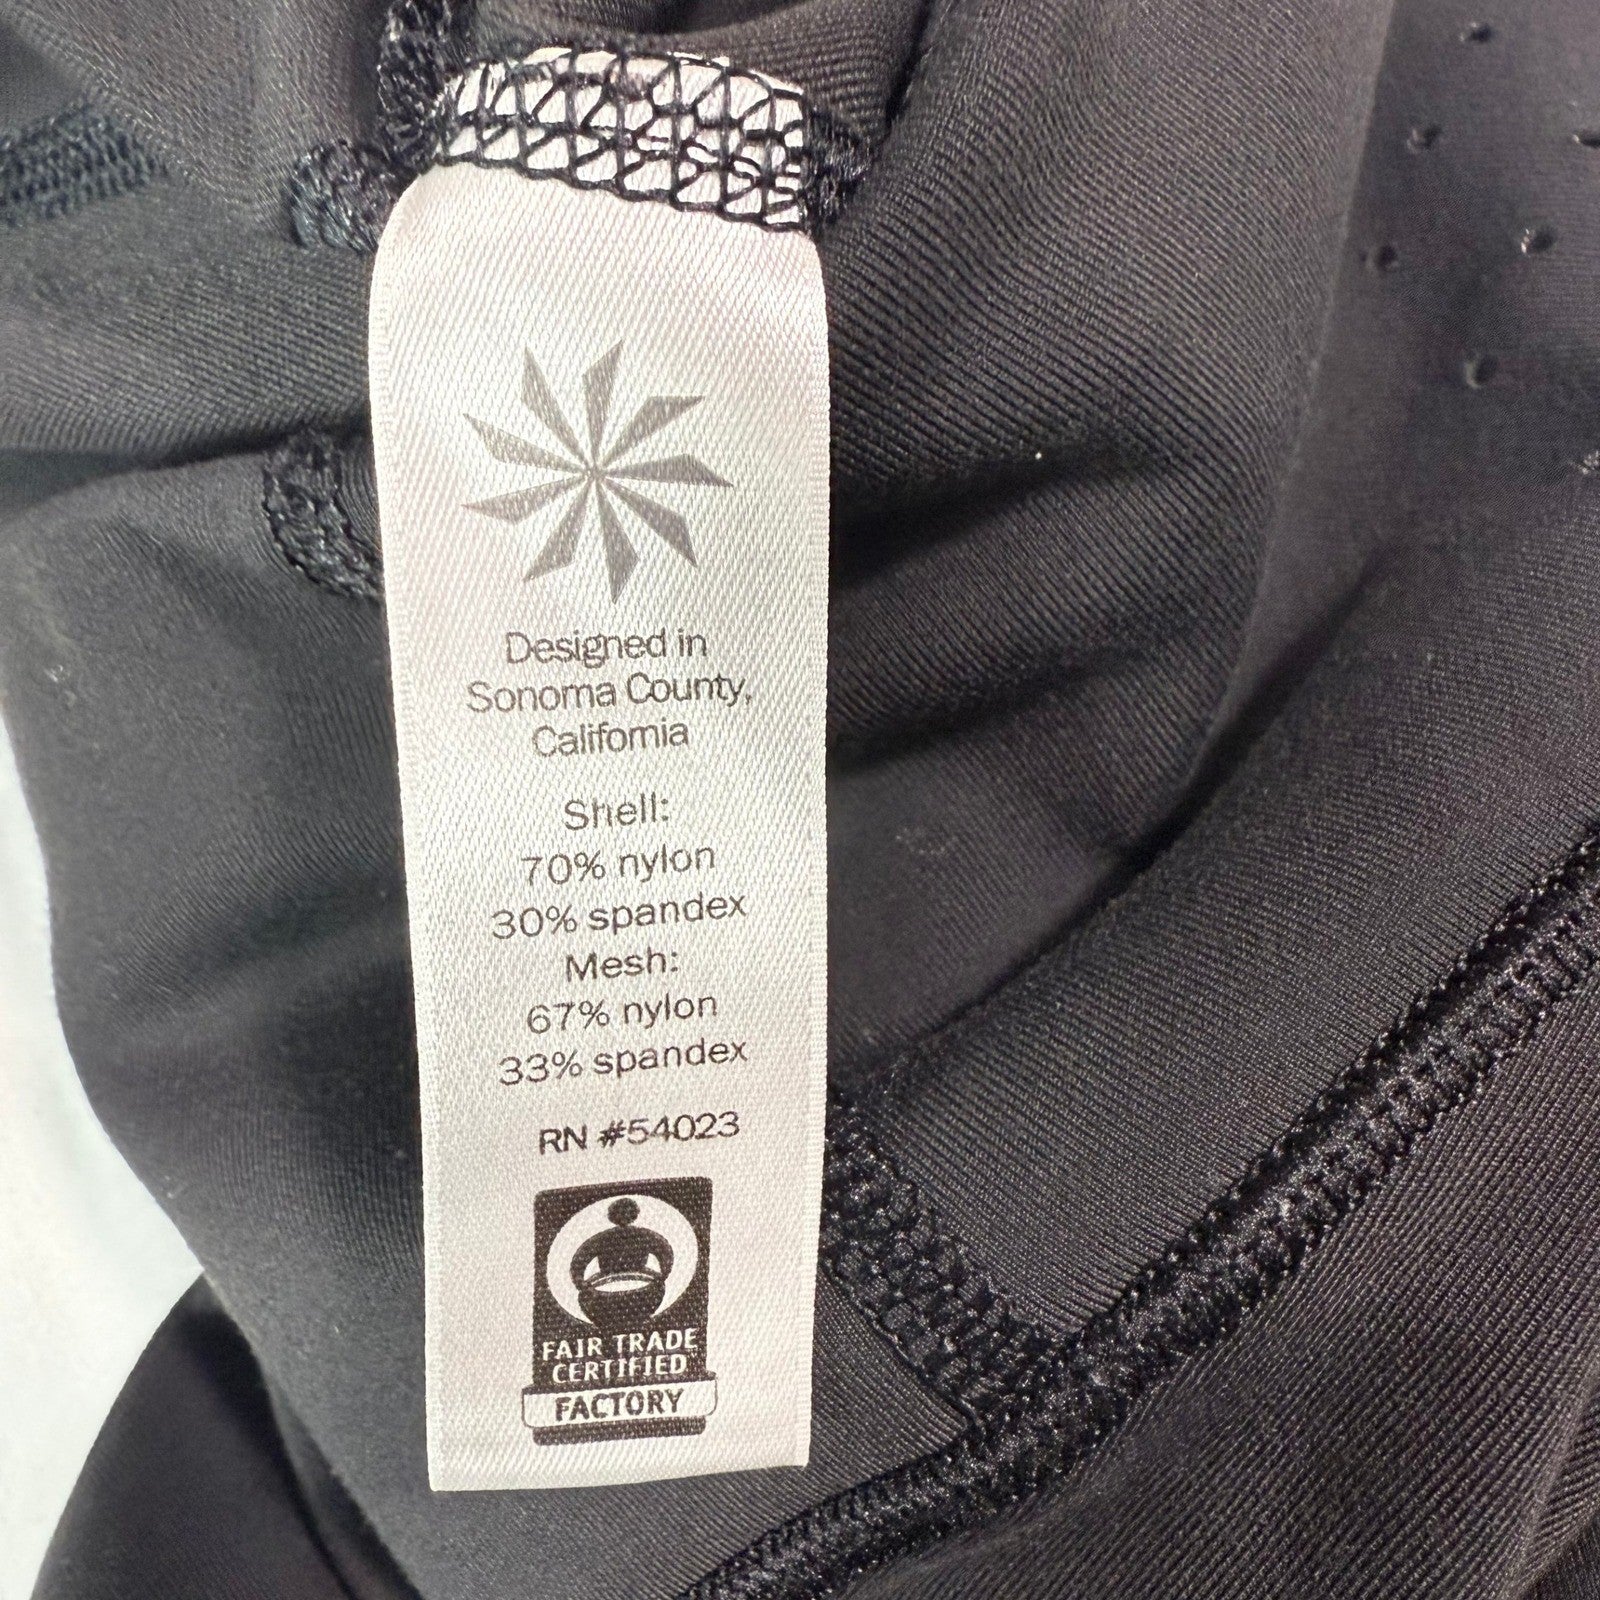 Designed in
Sonoma County,
California
Shell:
70% nylon
30% spandex
Mesh:
67% nylon
33% spandex
RN #54023
FAIR TRADE
CERTIFIED
FACTORY